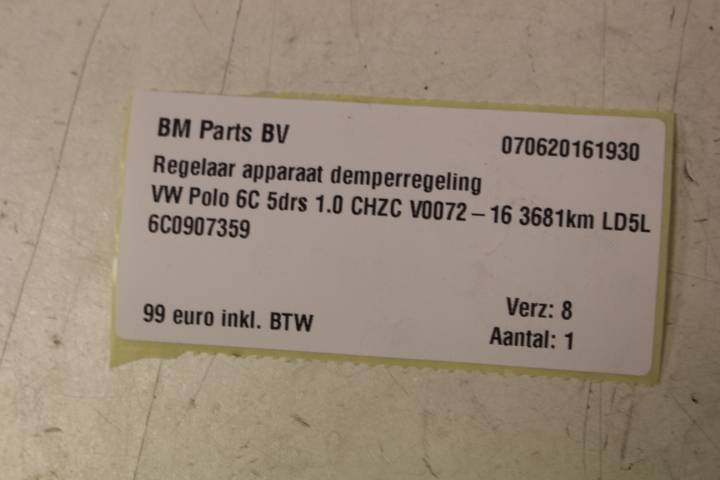 BM Parts BV
070620161930
Regelaar apparaat demperregeling
VW Polo 6C 5drs 1.0 CHZC V0072 – 16 3681km LD5L
6C0907359
99 euro inkl. BTW
Verz: 8
Aantal: 1